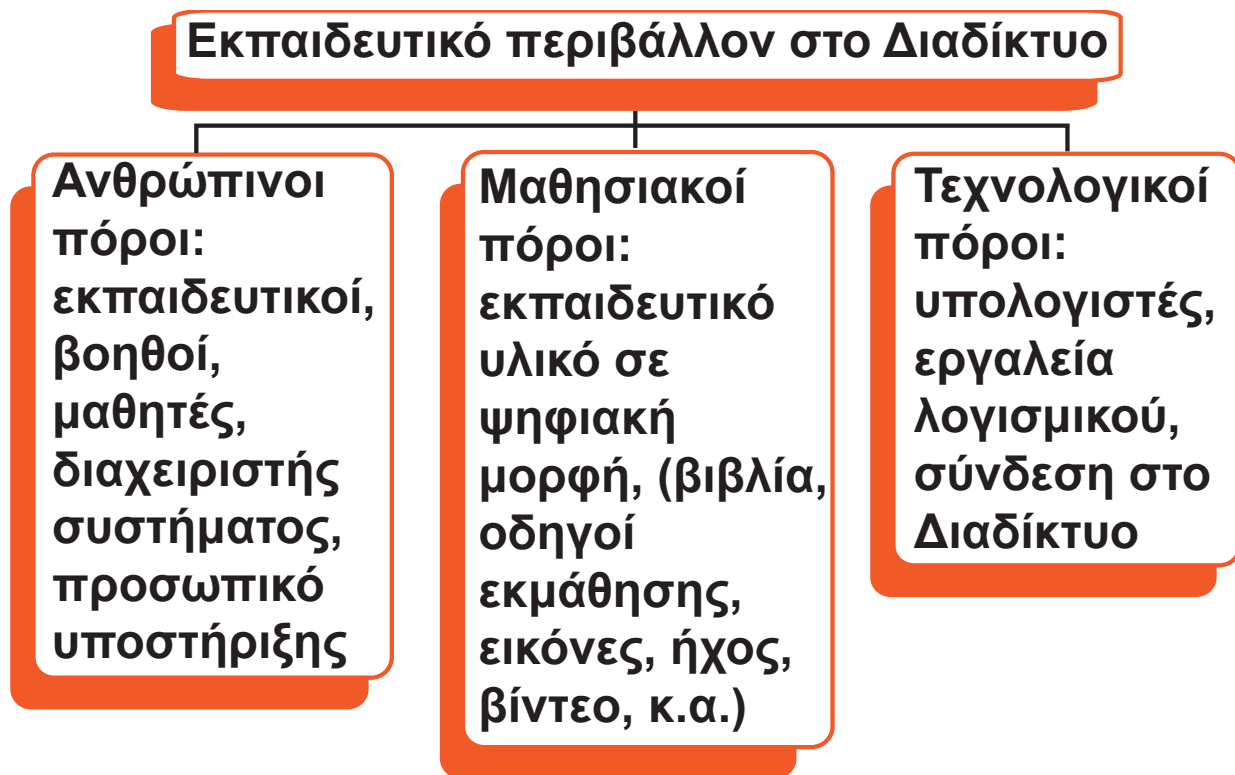 Εκπαιδευτικό περιβάλλον στο Διαδίκτυο
Ανθρώπινοι
πόροι:
εκπαιδευτικοί,
βοηθοί,
μαθητές,
διαχειριστής
συστήματος,
προσωπικό
υποστήριξης
Μαθησιακοί
πόροι:
εκπαιδευτικό
υλικό σε
ψηφιακή
μορφή, (βιβλία,
οδηγοί
εκμάθησης,
εικόνες, ήχος,
βίντεο, κ.α.)
Τεχνολογικοί
πόροι:
υπολογιστές,
εργαλεία
λογισμικού,
σύνδεση στο
Διαδίκτυο